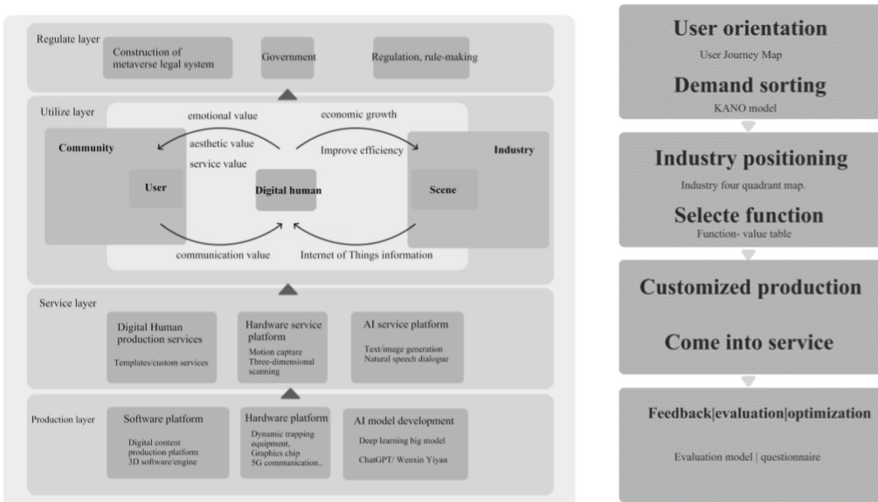 Regulate layer
Construction of
metaverse legal system
Government
Regulation, rule-making
Utilize layer
emotional value
economic growth
Community
aesthetic value
Improve efficiency
Industry
service value
User
Digital human
Scene
communication value
Internet of Things information
Service layer
Digital Human
production services
Templates/custom services
Hardware service
platform
Motion capture
Three-dimensional
scanning
AI service platform
Text/image generation
Natural speech dialogue
Production layer
Software platform
Digital content
production platform
3D software/engine
Hardware platform
Dynamic trapping
equipment,
Graphics chip
5G communication..
AI model development
Deep learning big model
ChatGPT/ Wenxin Yiyan
User orientation
User Journey Map
Demand sorting
KANO model
Industry positioning
Industry four quadrant map.
Selecte function
Function- value table
Customized production
Come into service
Feedback|evaluation|optimization
Evaluation model | questionnaire